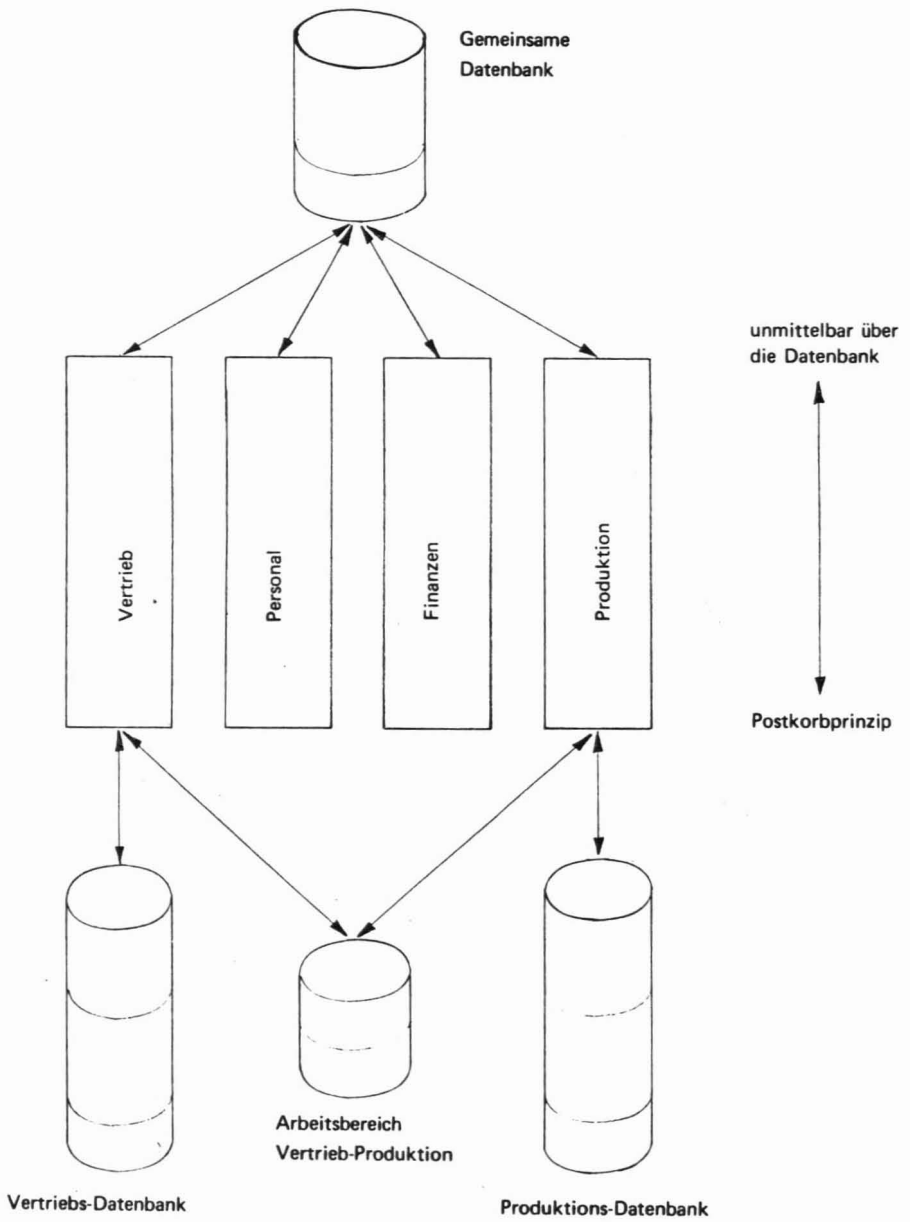 Gemeinsame
Datenbank
unmittelbar über
die Datenbank
Vertrieb
Personal
Finanzen
Produktion
Postkorbprinzip
Arbeitsbereich
Vertrieb-Produktion
Vertriebs-Datenbank
Produktions-Datenbank